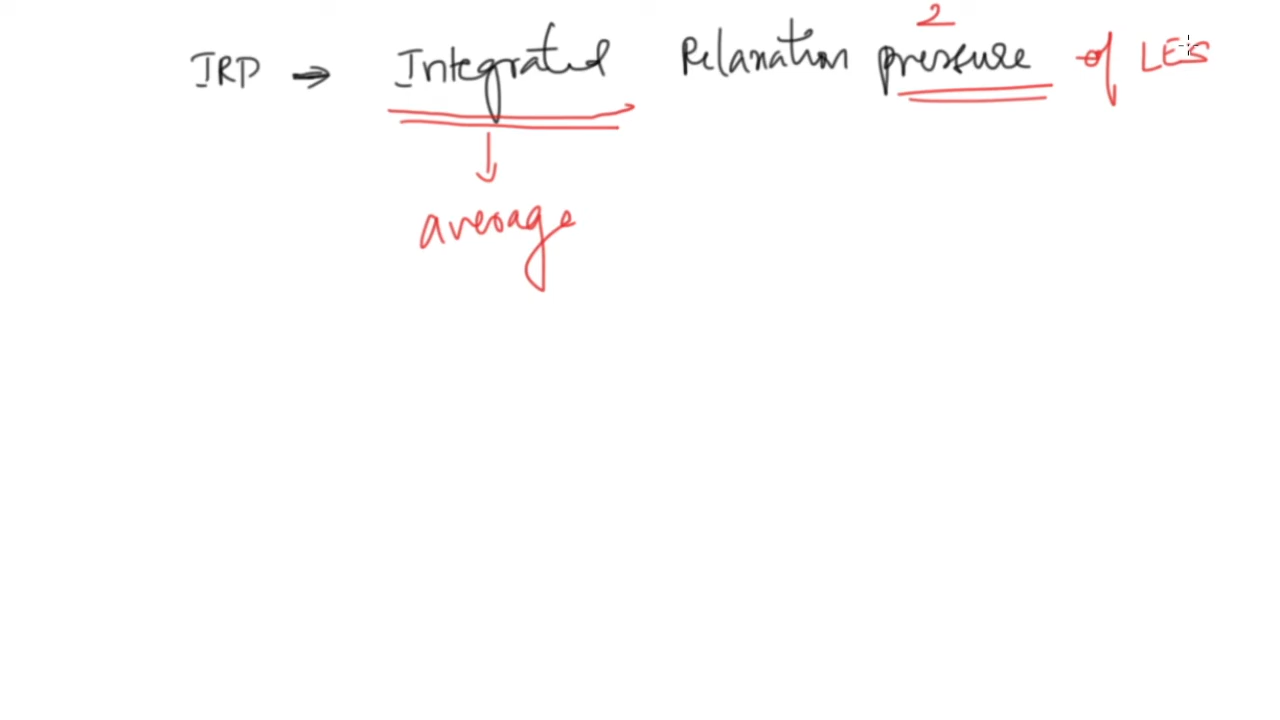 2
IRP → Integrated Relaxation pressure of LES
↓
average